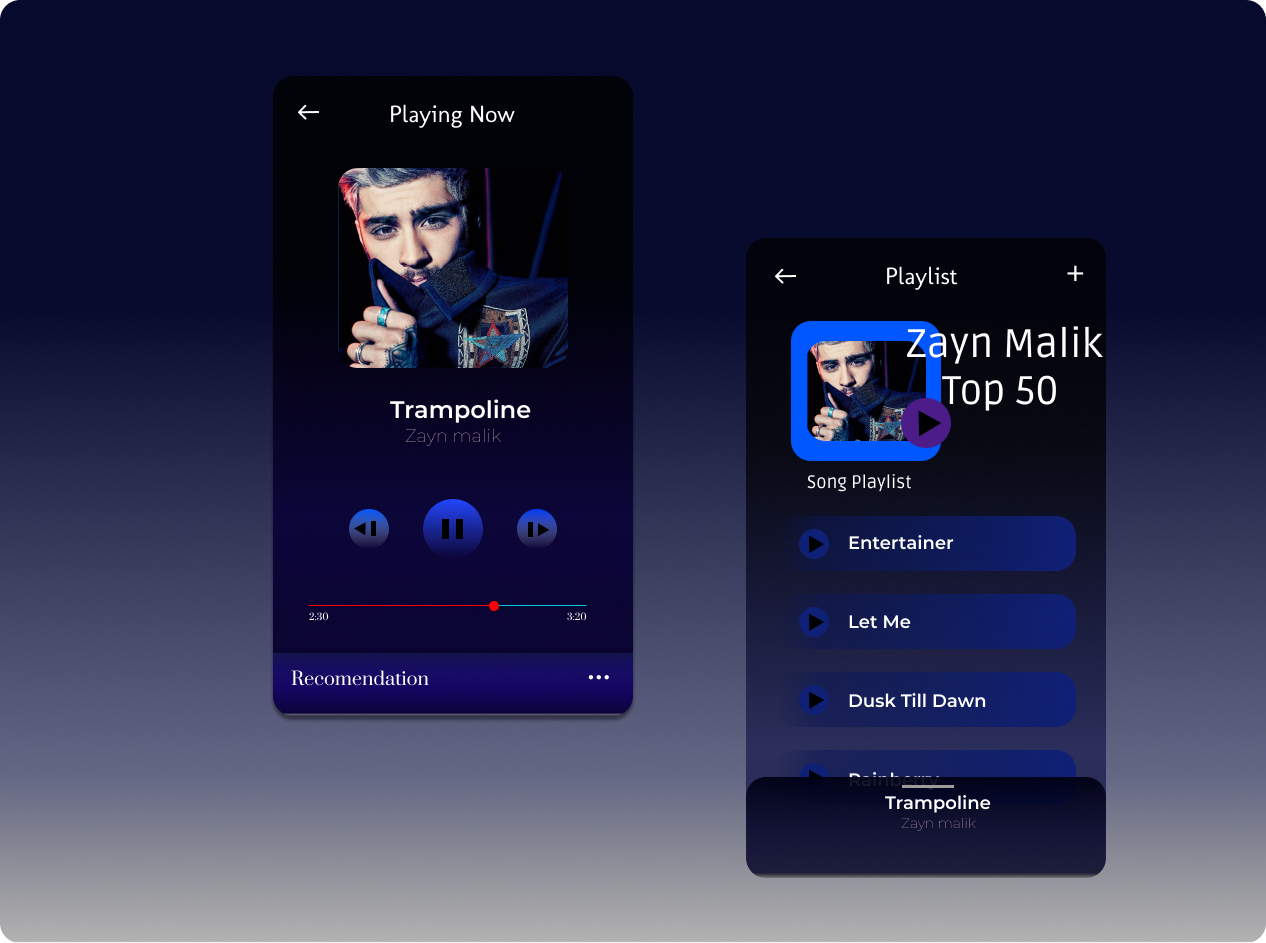 Playing Now
Trampoline
Zayn malik
2:30
3:20
Recomendation
Playlist
Zayn Malik
Top 50
Song Playlist
Entertainer
Let Me
Dusk Till Dawn
Rainberry
Trampoline
Zayn malik